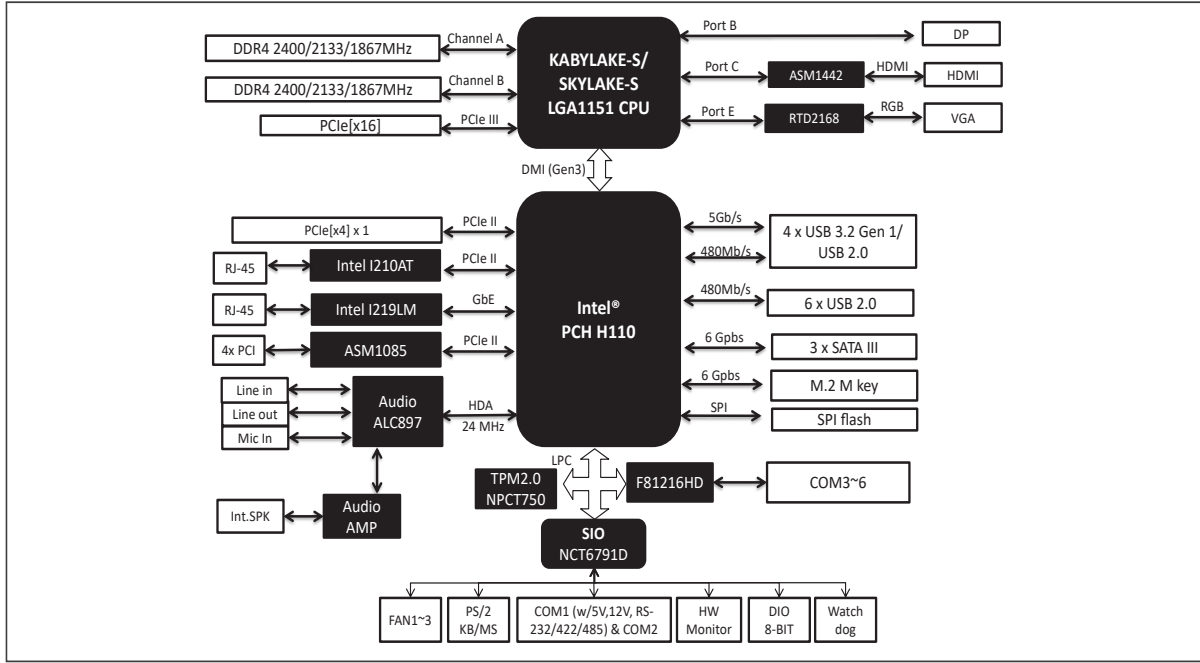 DDR4 2400/2133/1867MHz
Channel A
DDR4 2400/2133/1867MHz
Channel B
PCIe[x16]
PCIe III
KABYLAKE-S/
SKYLAKE-S
LGA1151 CPU
Port B
DP
Port C
ASM1442
HDMI
HDMI
Port E
RTD2168
RGB
VGA
DMI (Gen3)
PCIe[x4] x 1
PCIe II
RJ-45
Intel I210AT
PCIe II
RJ-45
Intel I219LM
GbE
4x PCI
ASM1085
PCIe II
Line in
Line out
Mic In
Audio
ALC897
HDA
24 MHz
Int.SPK
Audio
AMP
Intel®
PCH H110
5Gb/s
480Mb/s
4 x USB 3.2 Gen 1/
USB 2.0
480Mb/s
6 x USB 2.0
6 Gpbs
3 x SATA III
6 Gpbs
M.2 M key
SPI
SPI flash
LPC
TPM2.0
NPCT750
F81216HD
COM3~6
SIO
NCT6791D
FAN1~3
PS/2
KB/MS
COM1 (w/5V,12V, RS-
232/422/485) & COM2
HW
Monitor
DIO
8-BIT
Watch
dog